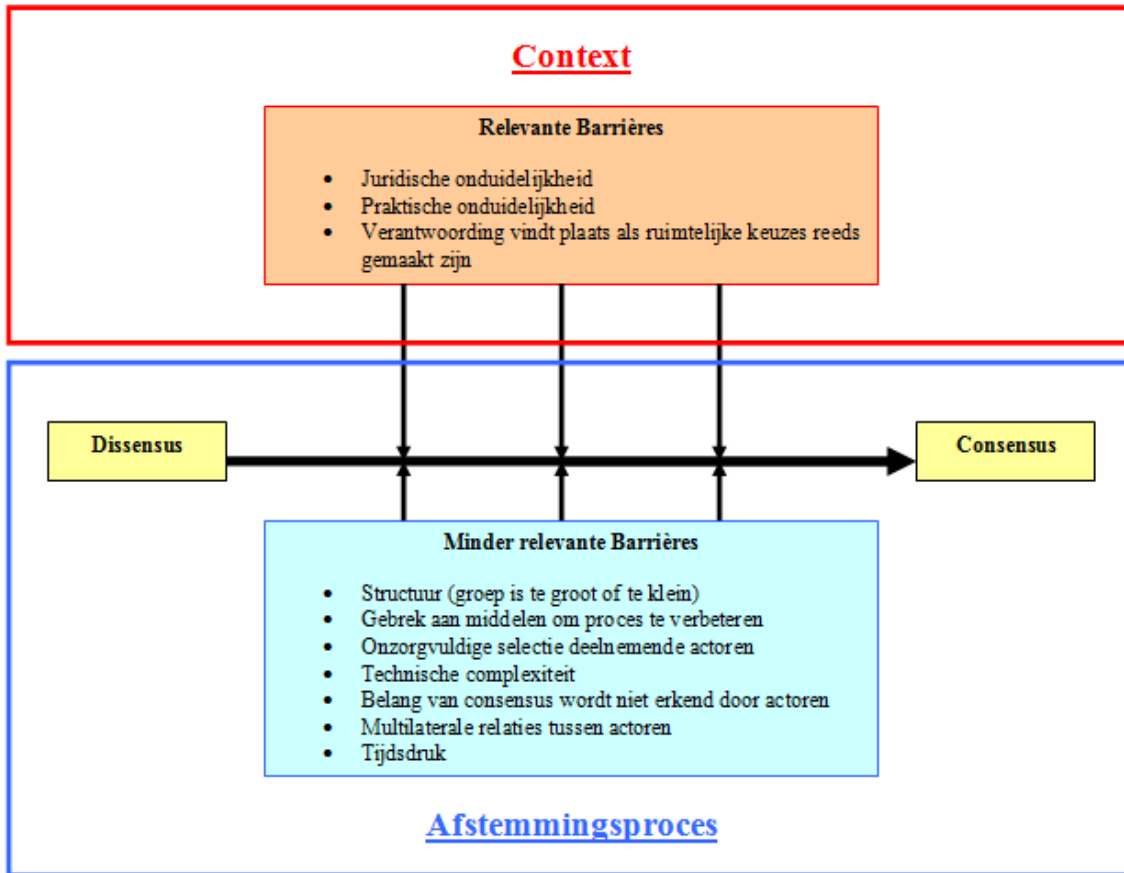 Context
Relevante Barrières
• Juridische onduidelijkheid
• Praktische onduidelijkheid
• Verantwoording vindt plaats als ruimtelijke keuzes reeds
gemaakt zijn
Dissensus
Consensus
Minder relevante Barrières
• Structuur (groep is te groot of te klein)
• Gebrek aan middelen om proces te verbeteren
• Onzorgvuldige selectie deelnemende actoren
• Technische complexiteit
• Belang van consensus wordt niet erkend door actoren
• Multilaterale relaties tussen actoren
• Tijdsdruk
Afstemmingsproces